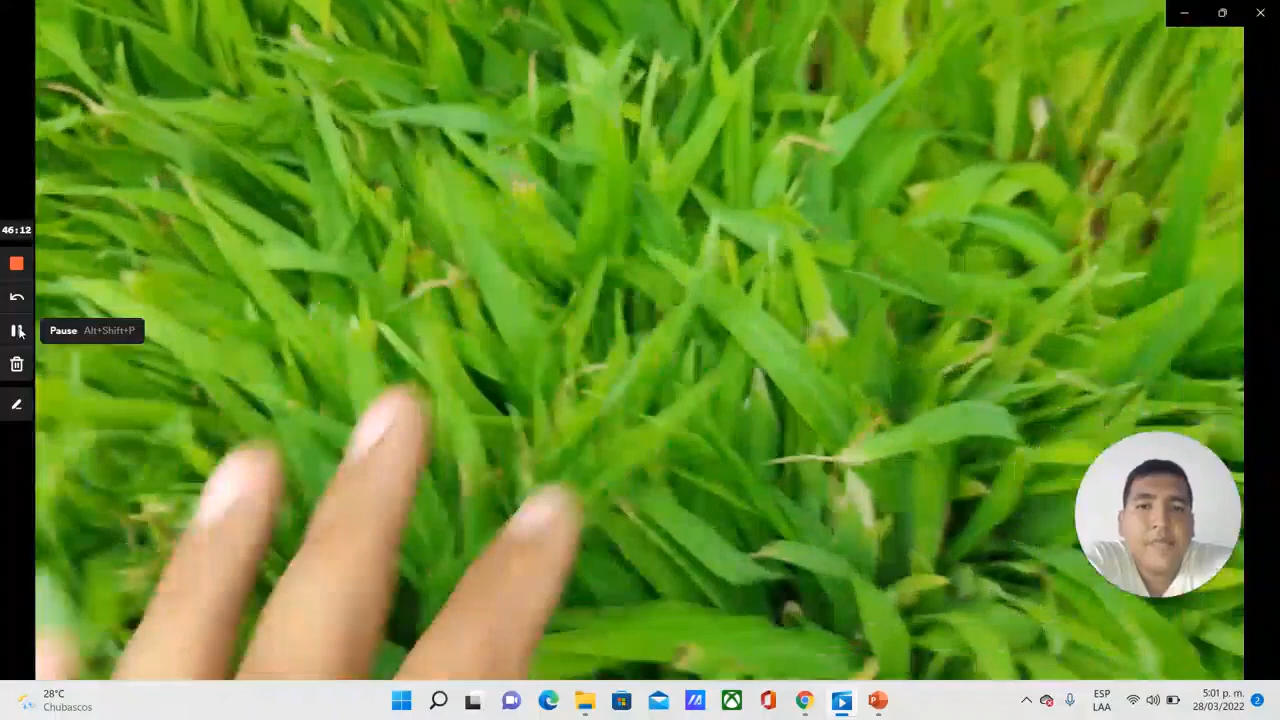 46:12
Pause Alt+Shift+P
28°C
Chubascos
ESP
LAA
5:01 p. m.
28/03/2022
2